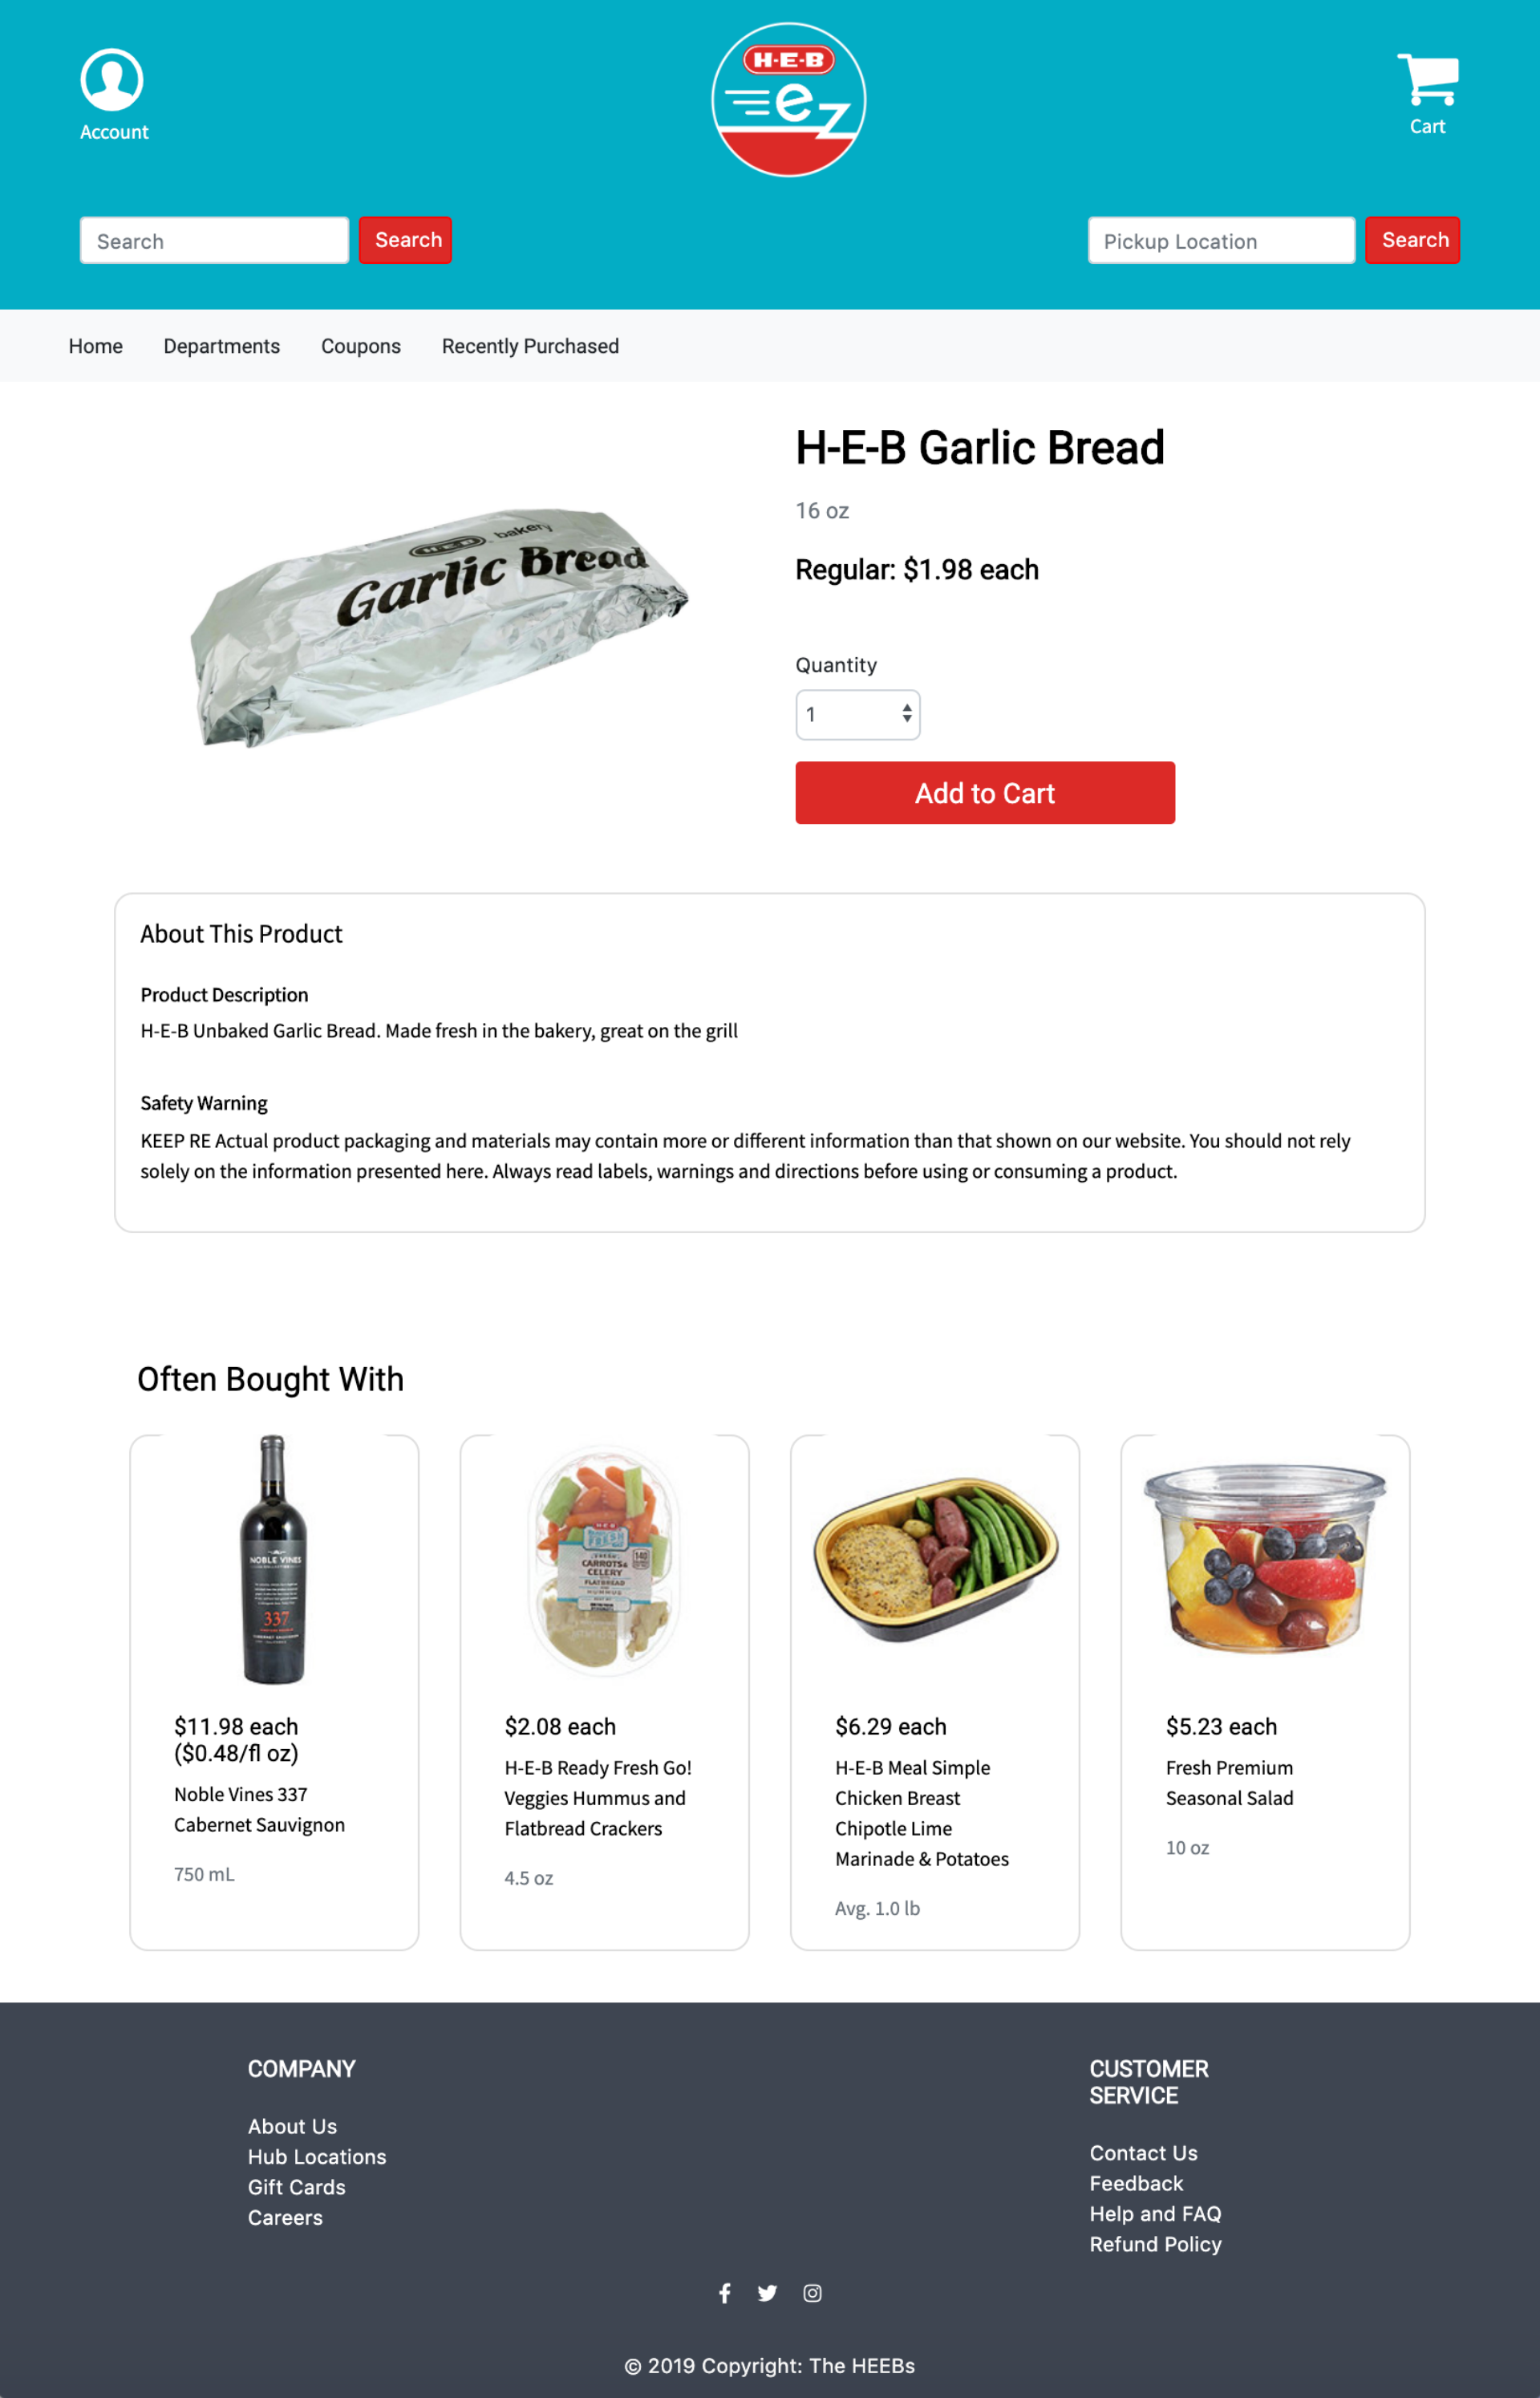 H-E-B
ez
Account
Cart
Search
Search
Pickup Location
Search
Home
Departments
Coupons
Recently Purchased
H-E-B
bakery
Garlic Bread
H-E-B Garlic Bread
16 oz
Regular: $1.98 each
Quantity
1
Add to Cart
About This Product
Product Description
H-E-B Unbaked Garlic Bread. Made fresh in the bakery, great on the grill
Safety Warning
KEEP RE Actual product packaging and materials may contain more or different information than that shown on our website. You should not rely
solely on the information presented here. Always read labels, warnings and directions before using or consuming a product.
Often Bought With
NOBLE VINES
337
$11.98 each
($0.48/fl oz)
Noble Vines 337
Cabernet Sauvignon
750 mL
H-E-B
CARROTS &
CELERY
FLATBREAD
140
$2.08 each
H-E-B Ready Fresh Go!
Veggies Hummus and
Flatbread Crackers
4.5 oz
$6.29 each
H-E-B Meal Simple
Chicken Breast
Chipotle Lime
Marinade & Potatoes
Avg. 1.0 lb
$5.23 each
Fresh Premium
Seasonal Salad
10 oz
COMPANY
About Us
Hub Locations
Gift Cards
Careers
CUSTOMER
SERVICE
Contact Us
Feedback
Help and FAQ
Refund Policy
© 2019 Copyright: The HEEBs